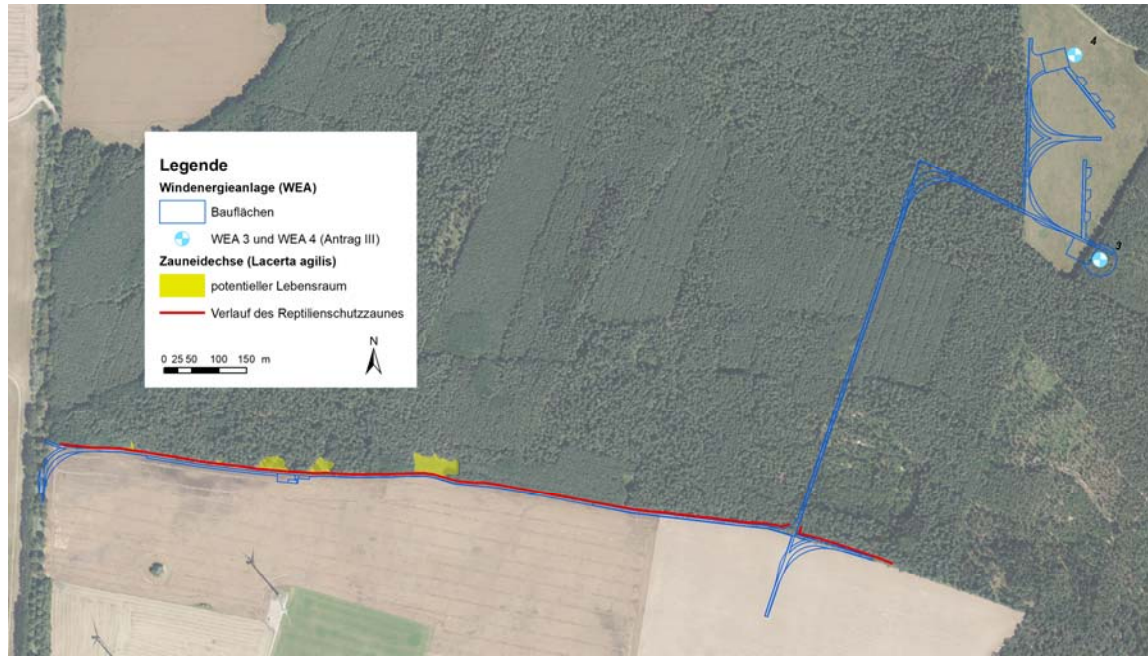 4
Legende
Windenergieanlage (WEA)
Bauflächen
WEA 3 und WEA 4 (Antrag III)
3
Zauneidechse (Lacerta agilis)
potentieller Lebensraum
Verlauf des Reptilienschutzzaunes
N
0 25 50 100 150 m